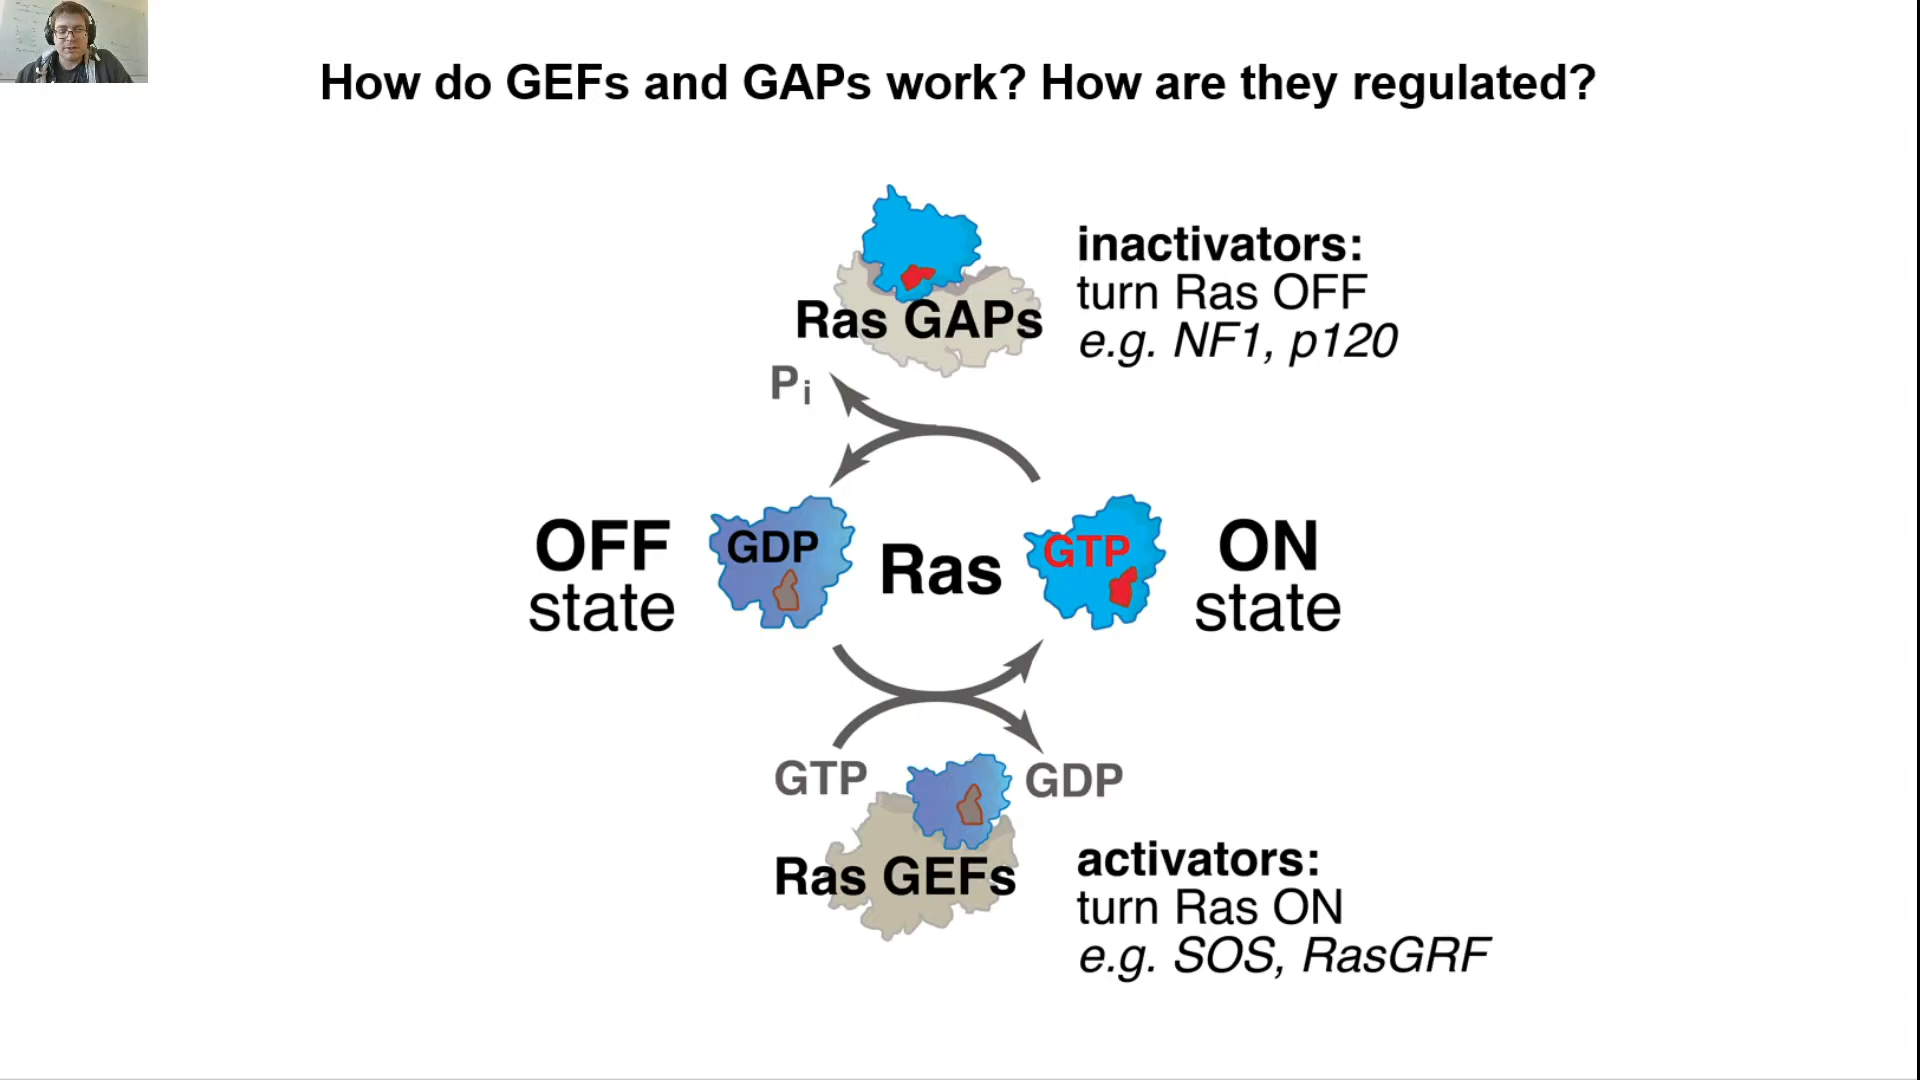 How do GEFs and GAPs work? How are they regulated?
inactivators:
turn Ras OFF
e.g. NF1, p120
Ras GAPs
Pi
OFF
state
GDP
Ras
GTP
ON
state
GTP
GDP
Ras GEFs
activators:
turn Ras ON
e.g. SOS, RasGRF